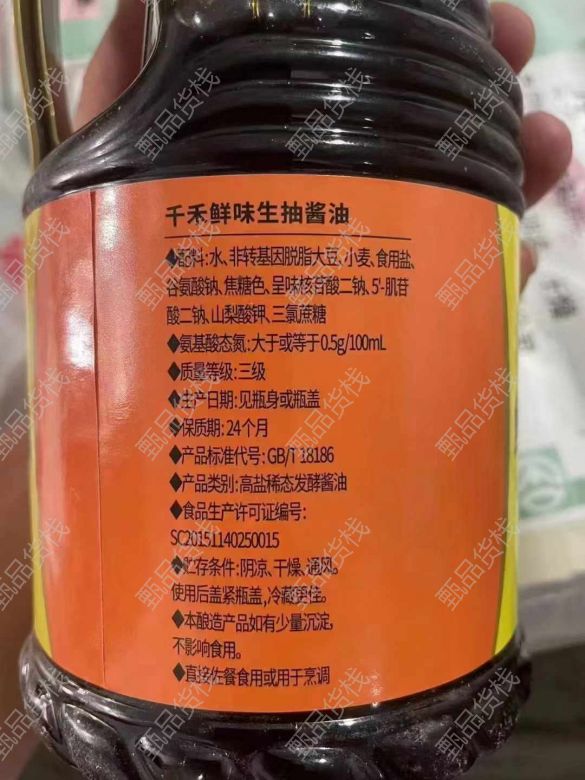 千禾鲜味生抽酱油
◆配料:水、非转基因脱脂大豆、小麦、食用盐、
谷氨酸钠、焦糖色、呈味核苷酸二钠、5'-肌苷
酸二钠、山梨酸钾、三氯蔗糖
◆氨基酸态氮:大于或等于0.5g/100mL
◆质量等级:三级
◆生产日期:见瓶身或瓶盖
◆保质期:24个月
◆产品标准代号:GB/T 18186
◆产品类别:高盐稀态发酵酱油
◆食品生产许可证编号:
SC20151140250015
◆贮存条件:阴凉、干燥、通风。
使用后盖紧瓶盖,冷藏更佳。
◆本酿造产品如有少量沉淀,
不影响食用。
◆直接佐餐食用或用于烹调
甄品货栈